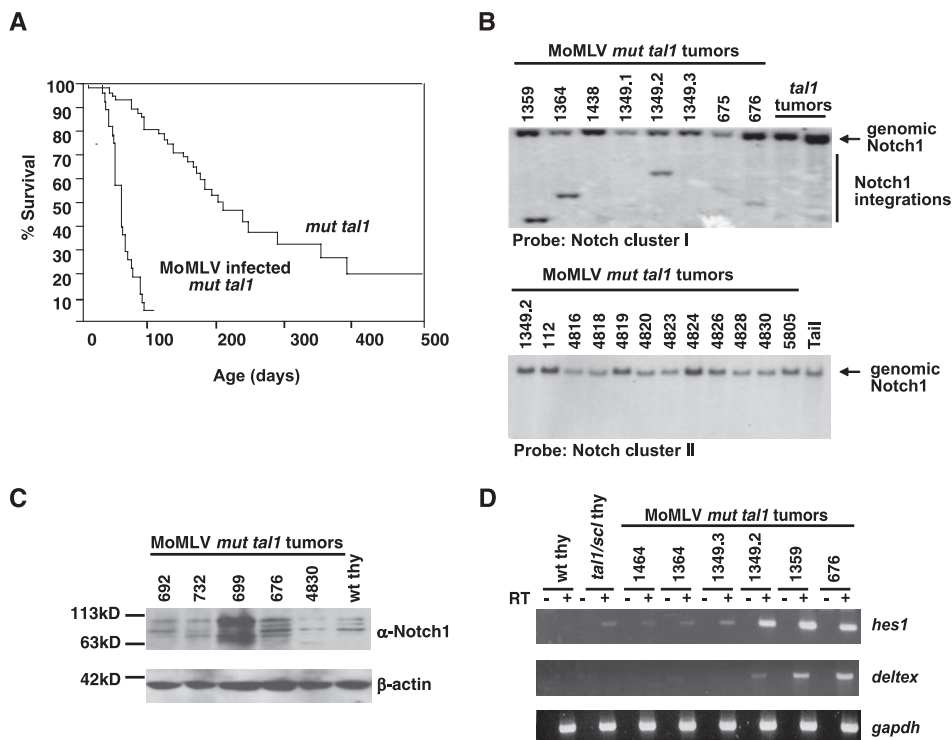 A
100
90
80
70
60
50
40
30
20
10
% Survival
mut tal1
MoMLV infected
mut tal1
0 100 200 300 400 500
Age (days)
B
MoMLV mut tal1 tumors
1359 1364 1438 1349.1 1349.2 1349.3 675 676
tal1
tumors
genomic
Notch1
Notch1
integrations
Probe: Notch cluster I
MoMLV mut tal1 tumors
1349.2 112 4816 4818 4819 4820 4823 4824 4826 4828 4830 5805 Tail
genomic
Notch1
Probe: Notch cluster II
C
MoMLV mut tal1 tumors
692 732 699 676 4830 wt thy
113kD
63kD
α-Notch1
42kD
β-actin
D
wt thy tal1/scl thy
MoMLV mut tal1 tumors
1464 1364 1349.3 1349.2 1359 676
RT - + - + - + - + - + - + - + - +
hes1
deltex
gapdh